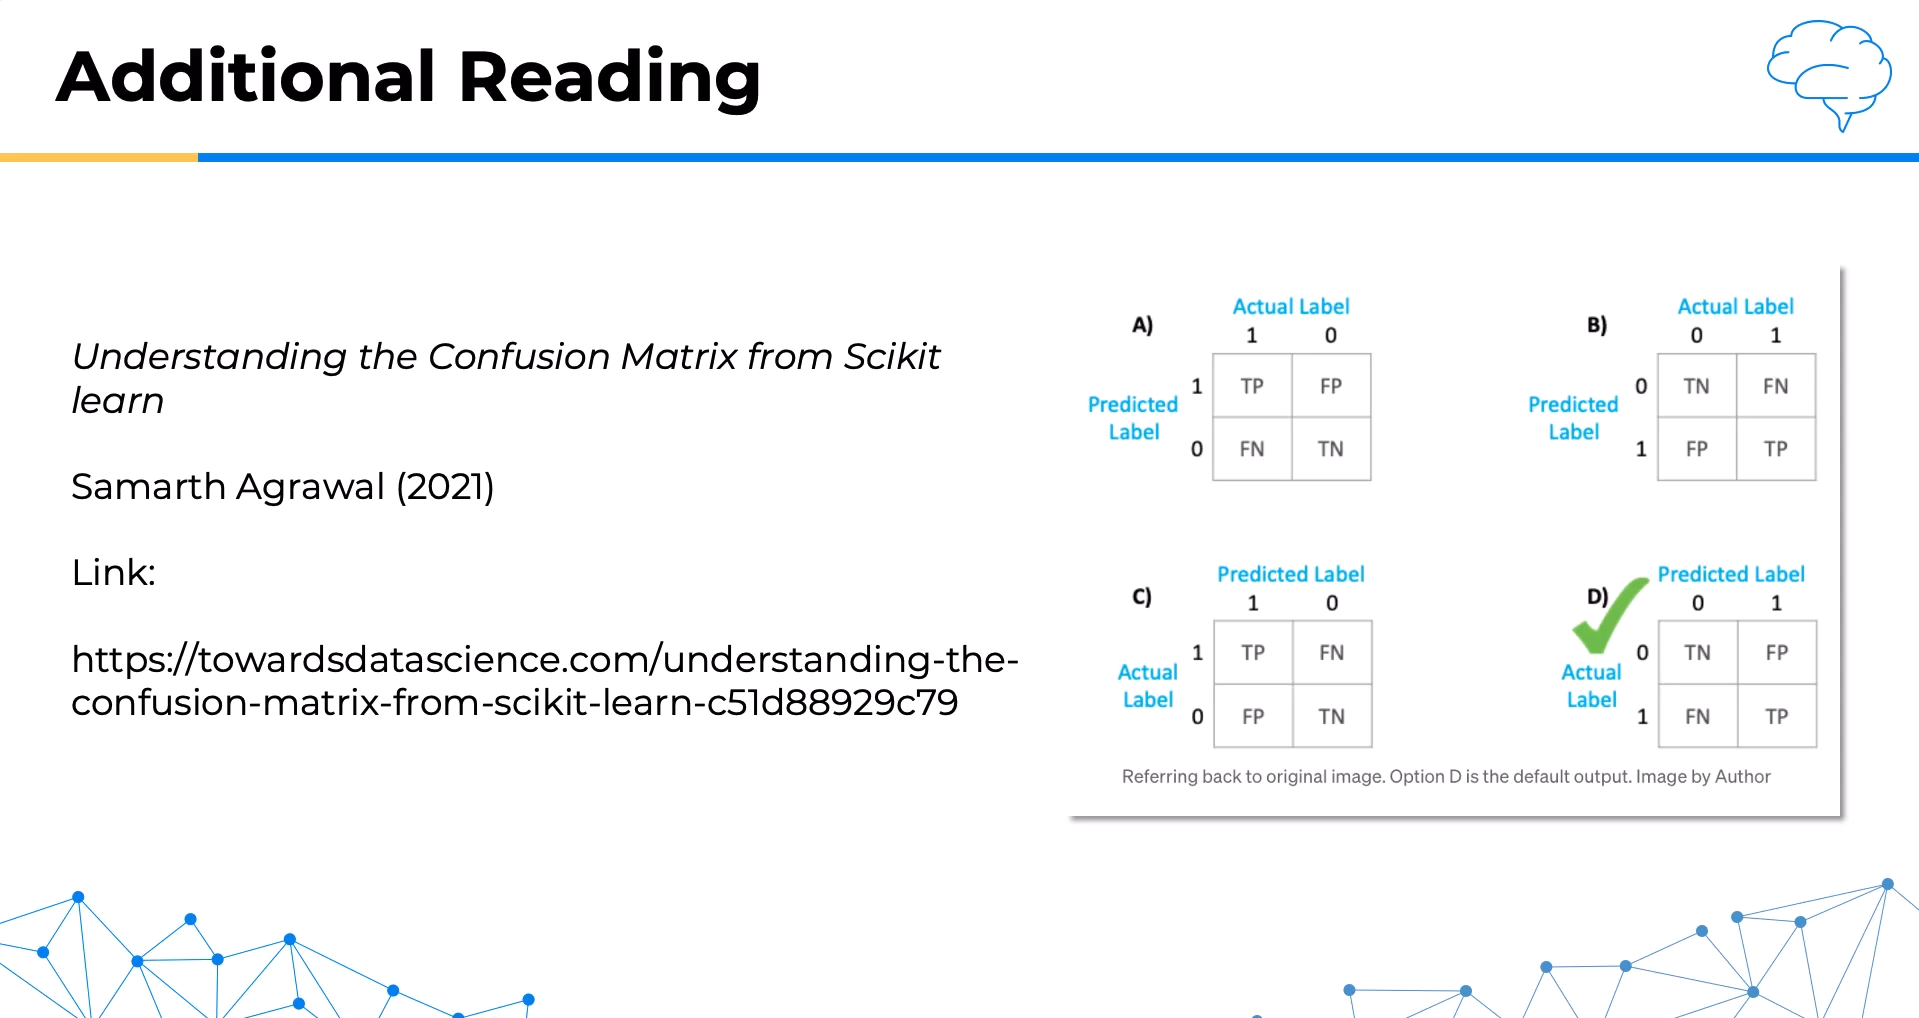 Additional Reading
Understanding the Confusion Matrix from Scikit
learn
Samarth Agrawal (2021)
Link:
https://towardsdatascience.com/understanding-the-
confusion-matrix-from-scikit-learn-c51d88929c79
A)
Actual Label
1 0
Predicted
Label
1 TP FP
0 FN TN
B)
Actual Label
0 1
Predicted
Label
0 TN FN
1 FP TP
C)
Predicted Label
1 0
Actual
Label
1 TP FN
0 FP TN
D)
Predicted Label
0 1
Actual
Label
0 TN FP
1 FN TP
Referring back to original image. Option D is the default output. Image by Author